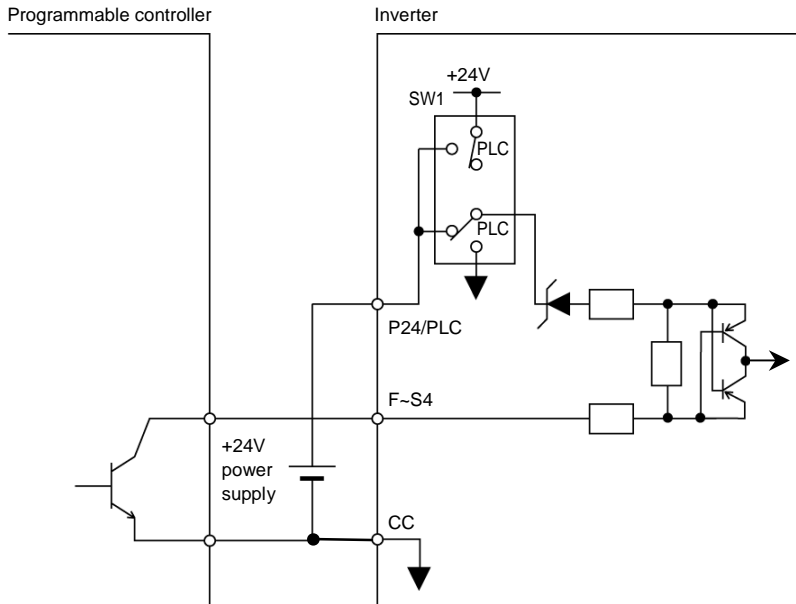 Programmable controller
Inverter
+24V
SW1
PLC
PLC
P24/PLC
F~S4
+24V
power
supply
CC